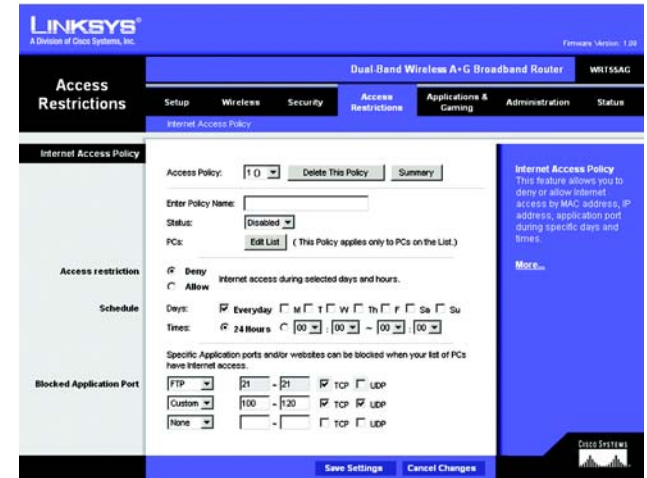 LINKSYS®
A Division of Cisco Systems, Inc.
Firmware Version: 1.00
Dual-Band Wireless A+G Broadband Router WRT55AG
Access Restrictions
Setup Wireless Security Access Restrictions Applications & Gaming Administration Status
Internet Access Policy
Internet Access Policy
Access Policy: 1 () Delete This Policy Summary
Enter Policy Name:
Status: Disabled
PCs: Edit List ( This Policy applies only to PCs on the List.)
Access restriction
Deny
Allow
Internet access during selected days and hours.
Schedule
Days: Everyday M T W Th F Sa Su
Times: 24 Hours 00 : 00 ~ 00 : 00
Specific Application ports and/or websites can be blocked when your list of PCs
have Internet access.
Blocked Application Port
FTP 21 - 21 TCP UDP
Custom 100 - 120 TCP UDP
None - TCP UDP
Save Settings Cancel Changes
Internet Access Policy
This feature allows you to
deny or allow Internet
access by MAC address, IP
address, application port
during specific days and
times.
More...
CISCO SYSTEMS